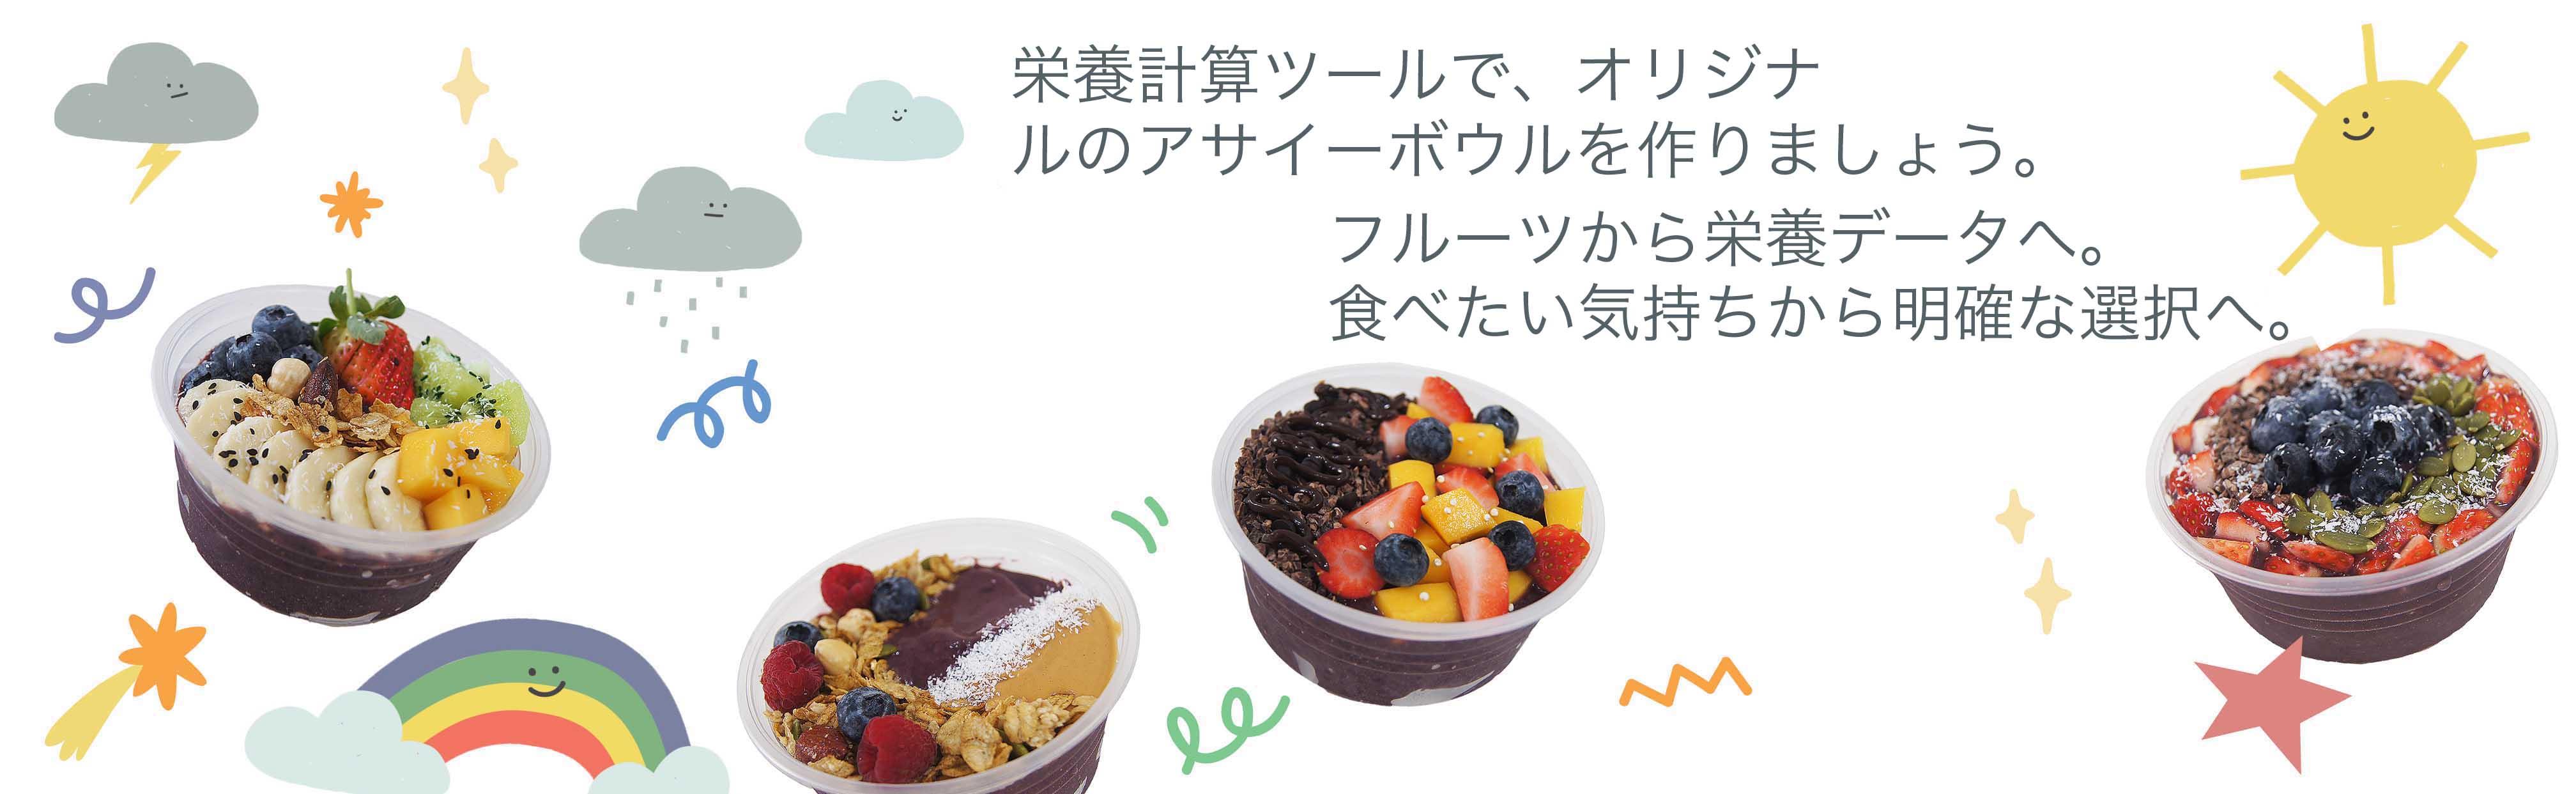 栄養計算ツールで、オリジナ
ルのアサイーボウルを作りましょう。
フルーツから栄養データへ。
食べたい気持ちから明確な選択へ。